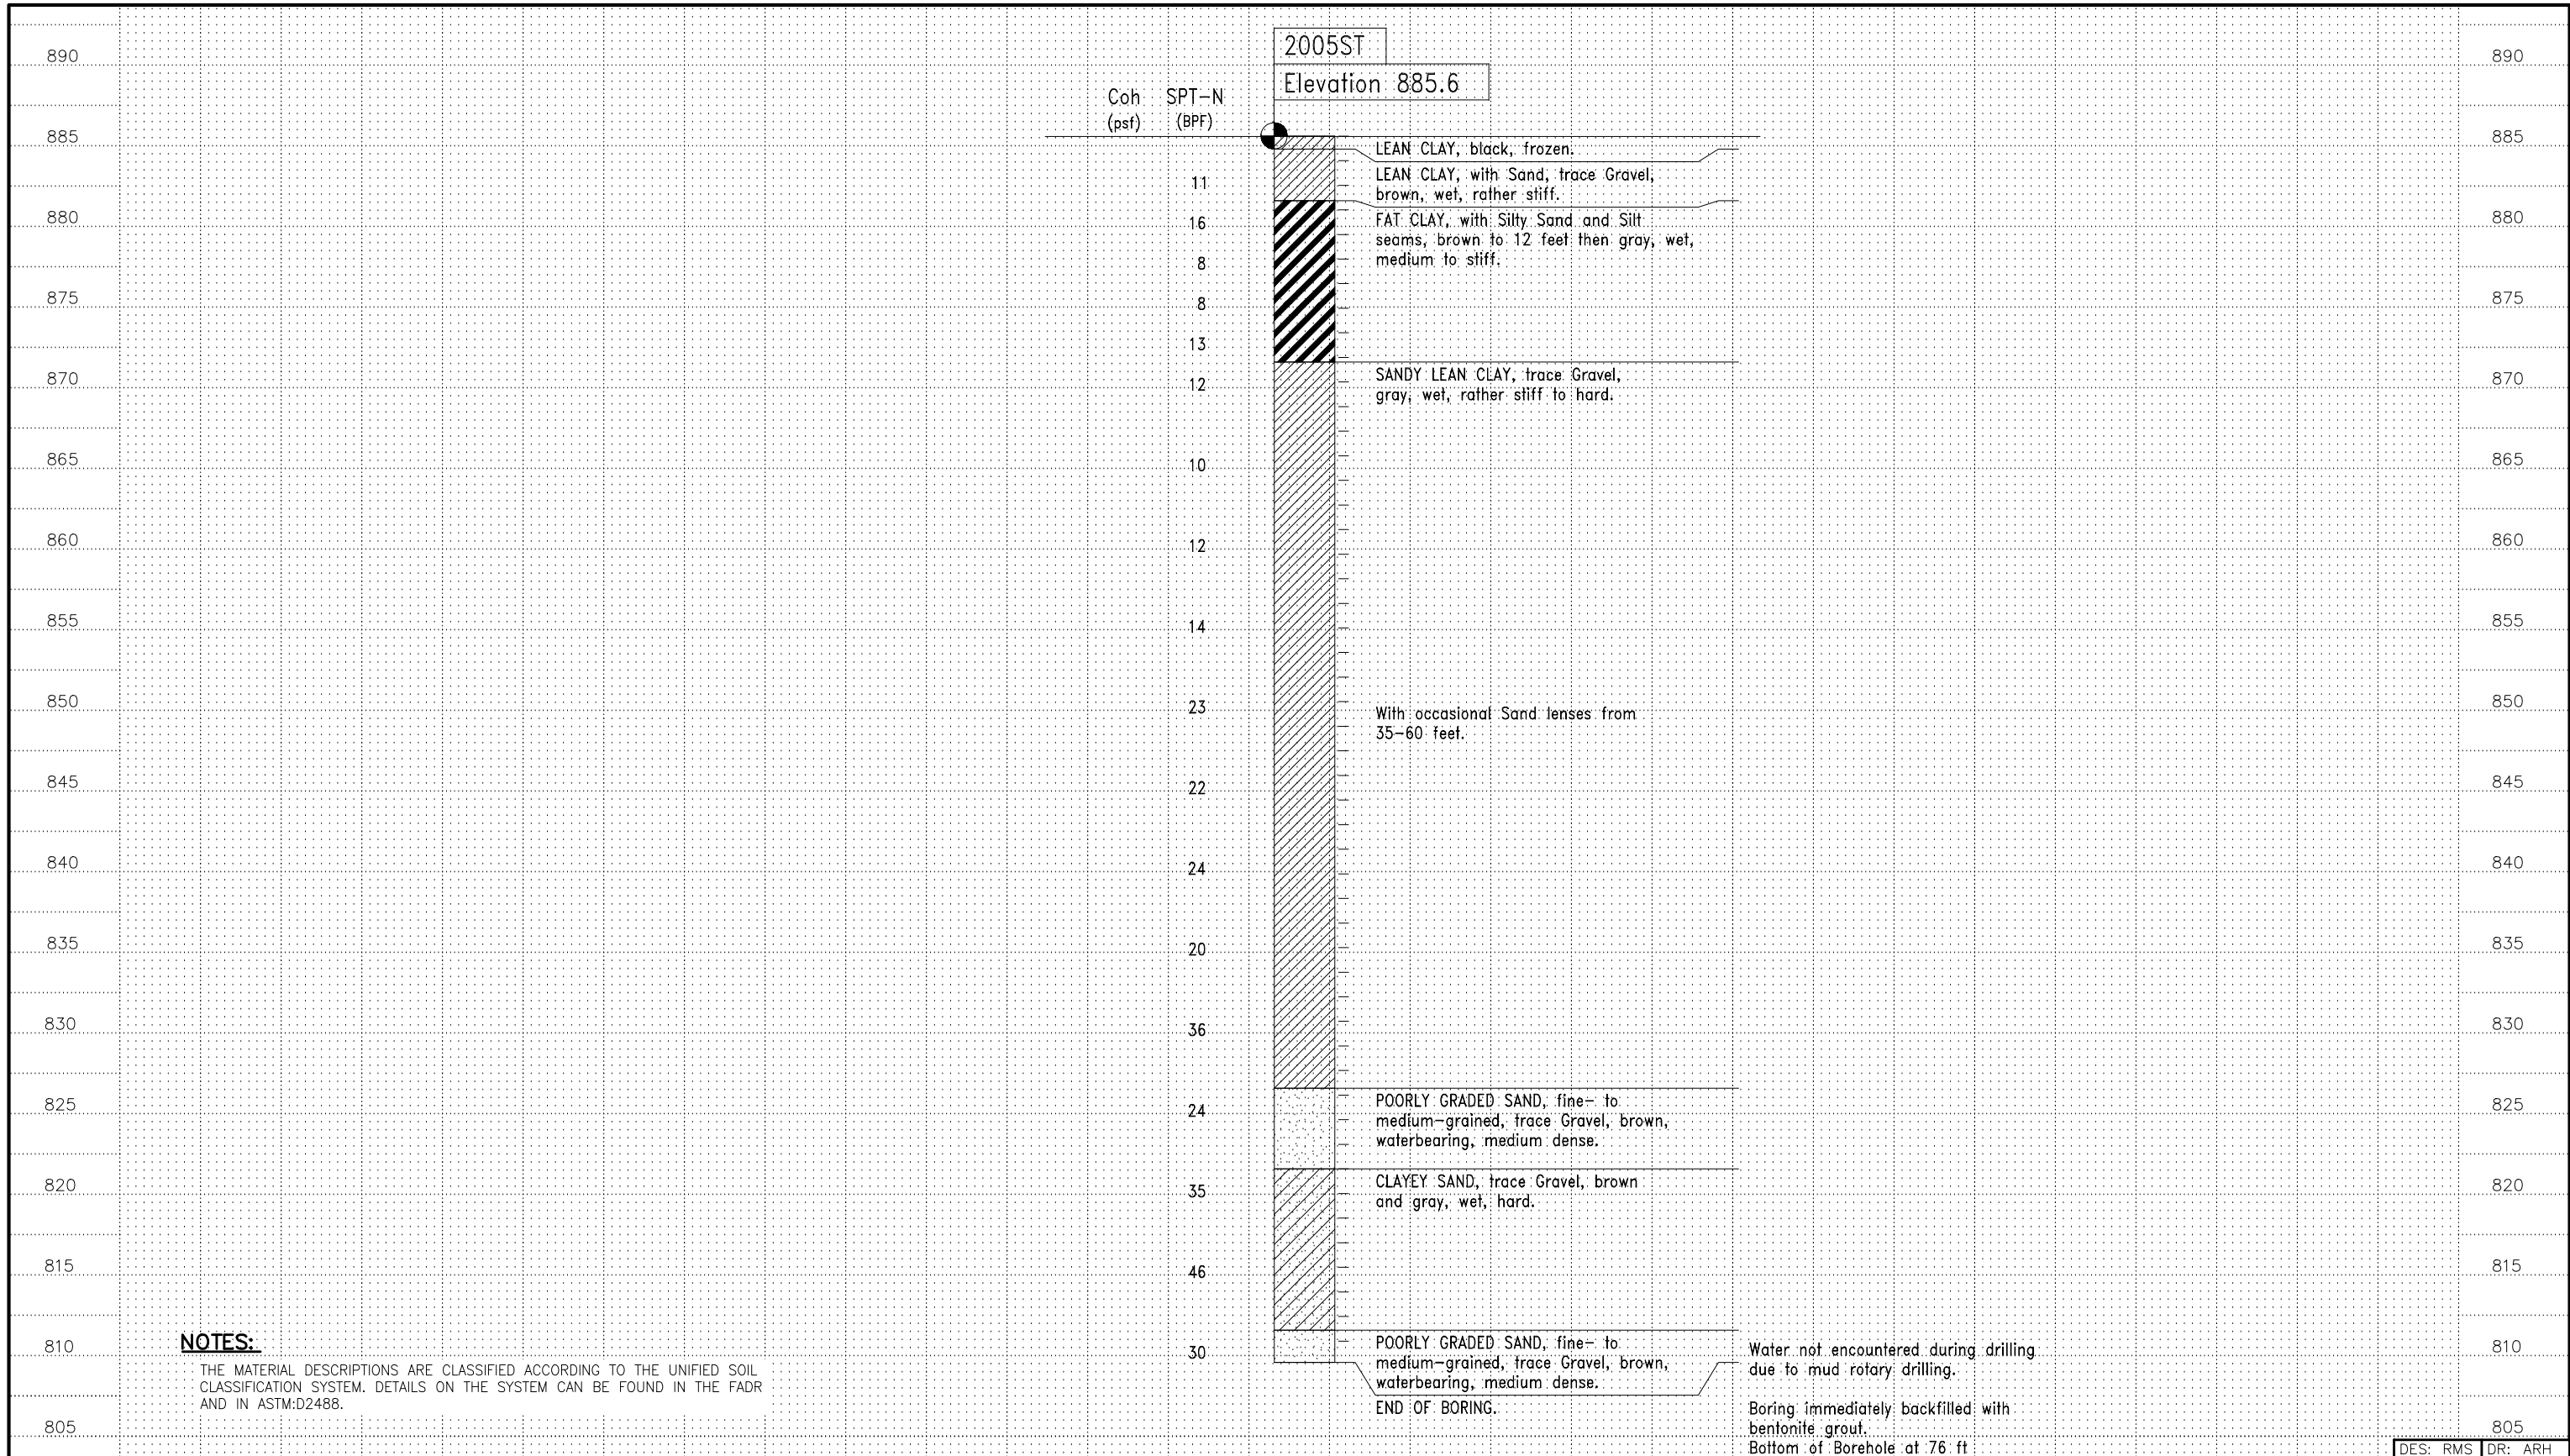 2005ST
Elevation 885.6
Coh SPT-N
(psf) (BPF)
890 890
885 885
LEAN CLAY, black, frozen.
LEAN CLAY, with Sand, trace Gravel,
11
brown, wet, rather stiff.
880 880
FAT CLAY, with Silty Sand and Silt
16
seams, brown to 12 feet then gray, wet,
medium to stiff.
8
875 875
8
13
870 870
SANDY LEAN CLAY, trace Gravel,
12
gray, wet, rather stiff to hard.
865 865
10
860 860
12
855 855
14
850 850
23
With occasional Sand lenses from
35-60 feet.
845 845
22
840 840
24
835 835
20
830 830
36
825 825
24
POORLY GRADED SAND, fine- to
medium-grained, trace Gravel, brown,
waterbearing, medium dense.
820 820
35
CLAYEY SAND, trace Gravel, brown
and gray, wet, hard.
815 815
46
810 810
30
POORLY GRADED SAND, fine- to
medium-grained, trace Gravel, brown,
waterbearing, medium dense.
END OF BORING.
Water not encountered during drilling
due to mud rotary drilling.
Boring immediately backfilled with
bentonite grout.
Bottom of Borehole at 76 ft
805 805
NOTES:
THE MATERIAL DESCRIPTIONS ARE CLASSIFIED ACCORDING TO THE UNIFIED SOIL
CLASSIFICATION SYSTEM. DETAILS ON THE SYSTEM CAN BE FOUND IN THE FADR
AND IN ASTM:D2488.
DES: RMS DR: ARH